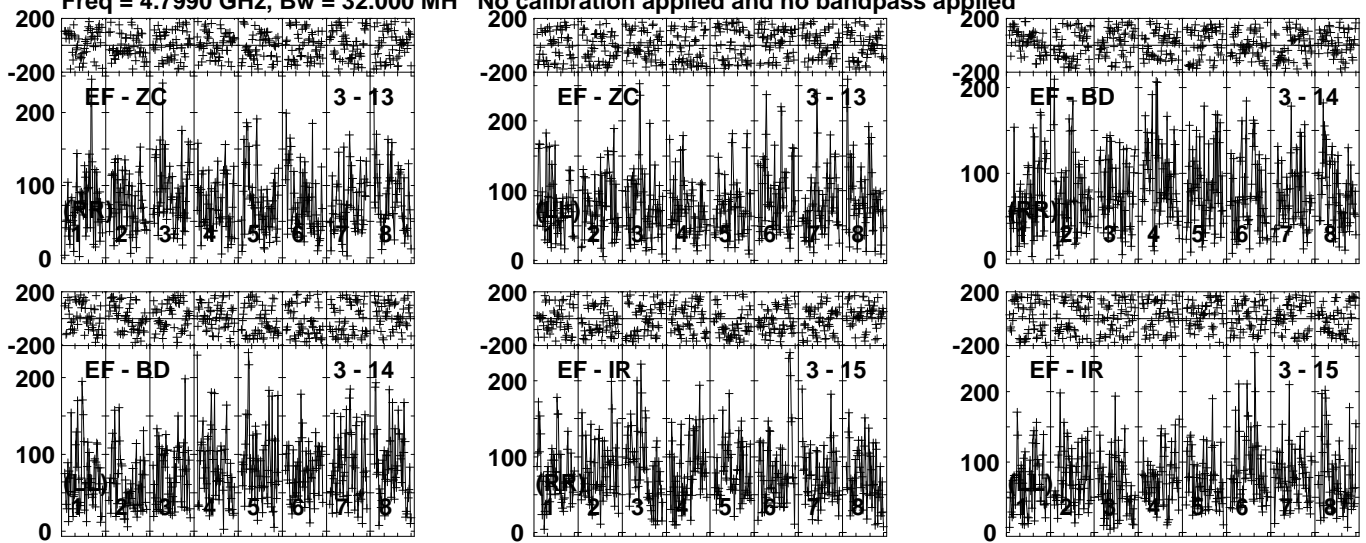 Freq = 4.7990 GHz, Bw = 32.000 MH No calibration applied and no bandpass applied
200 200 200
-200 -200 -200
EF - ZC 3 - 13 EF - ZC 3 - 13 EF - BD 3 - 14
200 200 200
100 100 100
(RR) (LL) (RR)
1 2 3 4 5 6 7 8 1 2 3 4 5 6 7 8 1 2 3 4 5 6 7 8
0 0 0
200 200 200
-200 -200 -200
EF - BD 3 - 14 EF - IR 3 - 15 EF - IR 3 - 15
200 200 200
100 100 100
(LL) (RR) (LL)
1 2 3 4 5 6 7 8 1 2 3 4 5 6 7 8 1 2 3 4 5 6 7 8
0 0 0